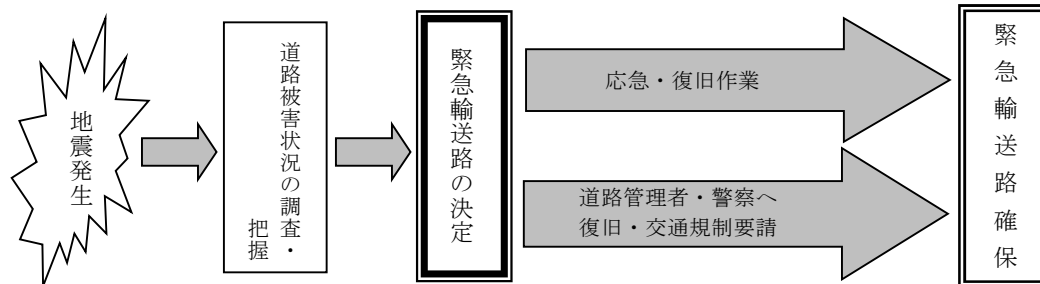 地震発生
道路被害状況の調査・
把握
緊急輸送路の決定
応急・復旧作業
道路管理者・警察へ
復旧・交通規制要請
緊急輸送路確保